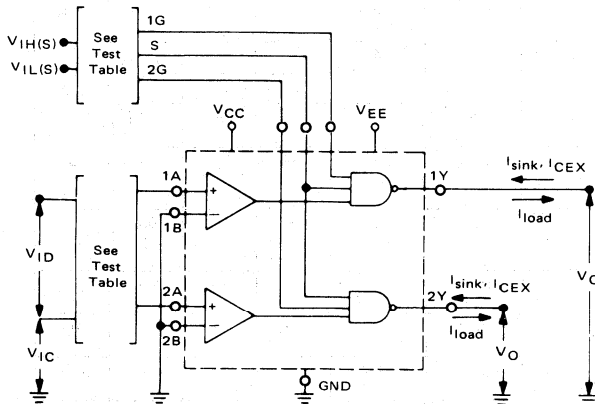 1G
VIH(S)
See
Test
Table
S
VIL(S)
2G
VCC
VEE
1A
+
1B
−
1Y
Isink, ICEX
Iload
VID
See
Test
Table
2A
+
2B
−
2Y
Isink, ICEX
Iload
VO
VIC
VO
GND